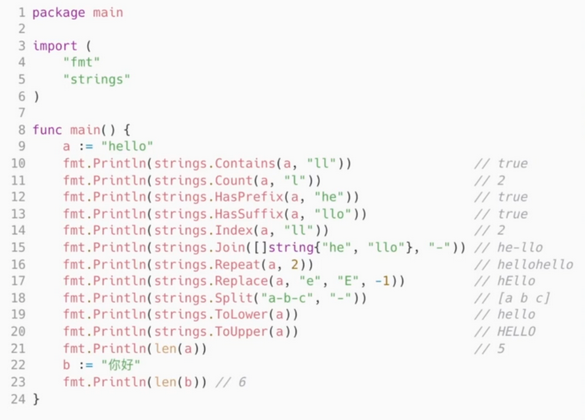 1 package main
2
3 import (
4     "fmt"
5     "strings"
6 )
7
8 func main() {
9     a := "hello"
10     fmt.Println(strings.Contains(a, "ll"))                // true
11     fmt.Println(strings.Count(a, "l"))                    // 2
12     fmt.Println(strings.HasPrefix(a, "he"))               // true
13     fmt.Println(strings.HasSuffix(a, "llo"))              // true
14     fmt.Println(strings.Index(a, "ll"))                   // 2
15     fmt.Println(strings.Join([]string{"he", "llo"}, "-")) // he-llo
16     fmt.Println(strings.Repeat(a, 2))                     // hellohello
17     fmt.Println(strings.Replace(a, "e", "E", -1))         // hEllo
18     fmt.Println(strings.Split("a-b-c", "-"))              // [a b c]
19     fmt.Println(strings.ToLower(a))                       // hello
20     fmt.Println(strings.ToUpper(a))                       // HELLO
21     fmt.Println(len(a))                                   // 5
22     b := "你好"
23     fmt.Println(len(b)) // 6
24 }